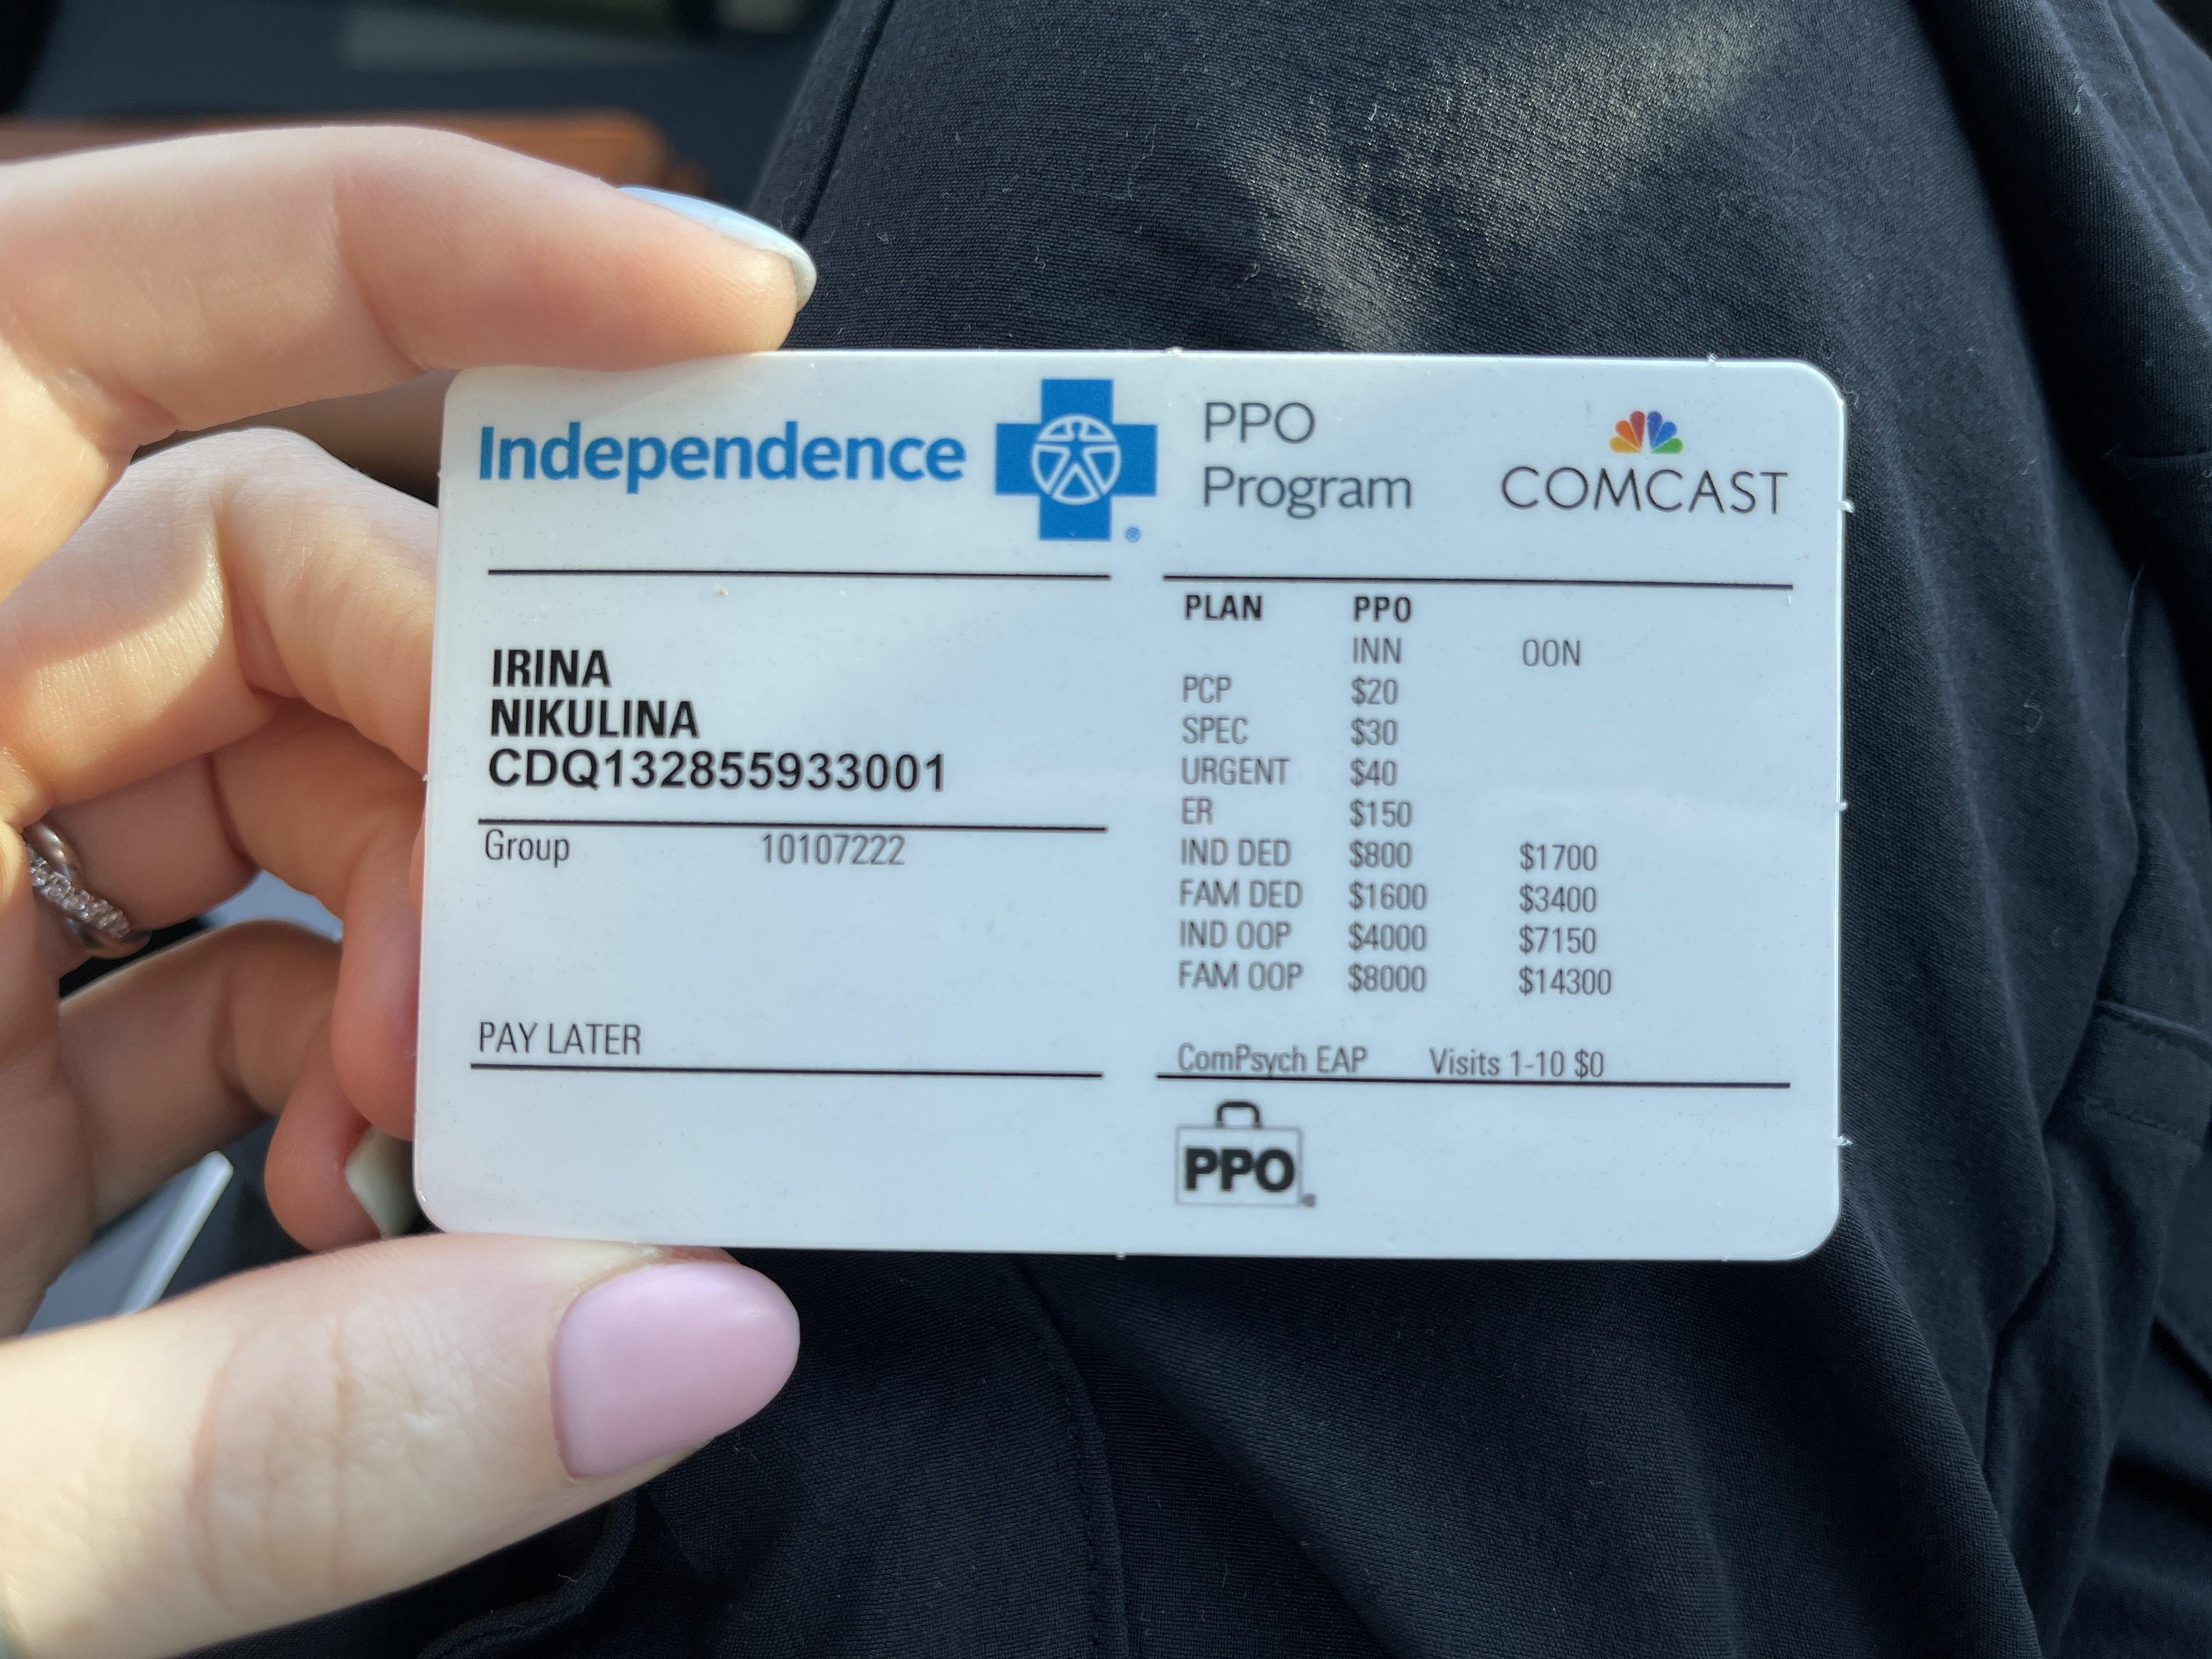 Independence
PPO
Program
COMCAST
IRINA
NIKULINA
CDQ132855933001
Group 10107222
PAY LATER
PLAN PPO
INN OON
PCP $20
SPEC $30
URGENT $40
ER $150
IND DED $800 $1700
FAM DED $1600 $3400
IND OOP $4000 $7150
FAM OOP $8000 $14300
ComPsych EAP Visits 1-10 $0
PPO